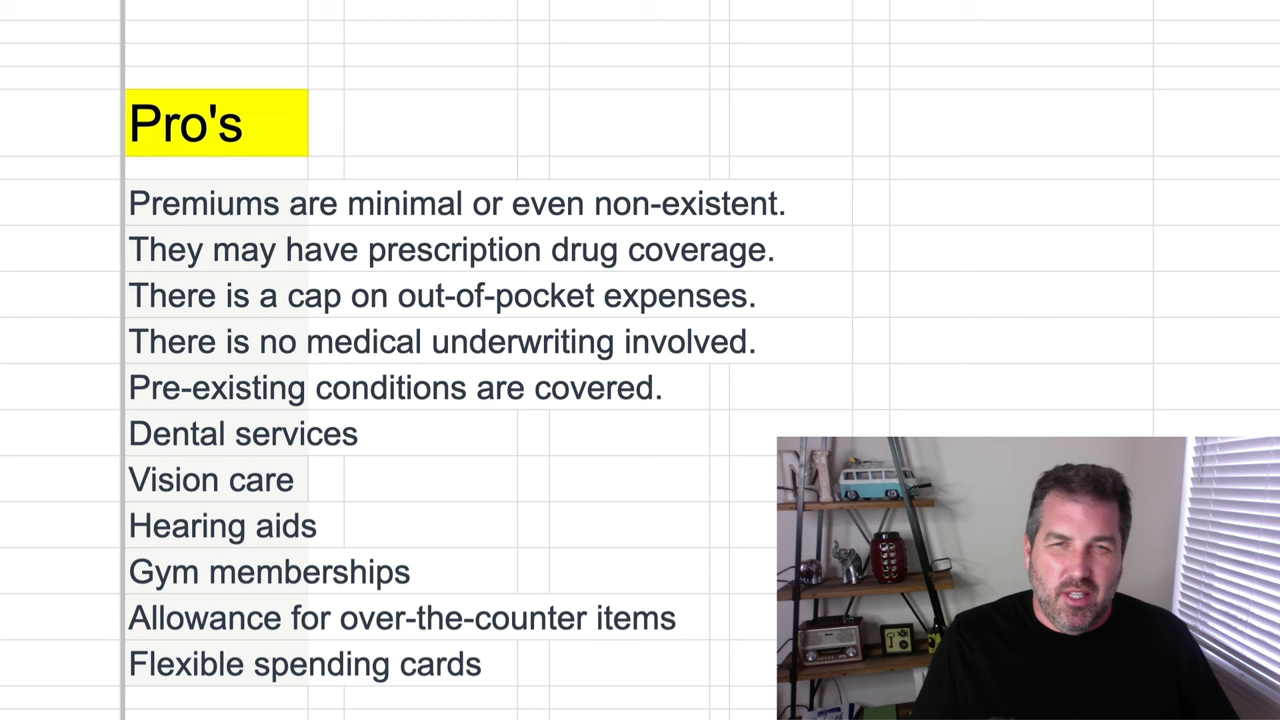 Pro's
Premiums are minimal or even non-existent.
They may have prescription drug coverage.
There is a cap on out-of-pocket expenses.
There is no medical underwriting involved.
Pre-existing conditions are covered.
Dental services
Vision care
Hearing aids
Gym memberships
Allowance for over-the-counter items
Flexible spending cards